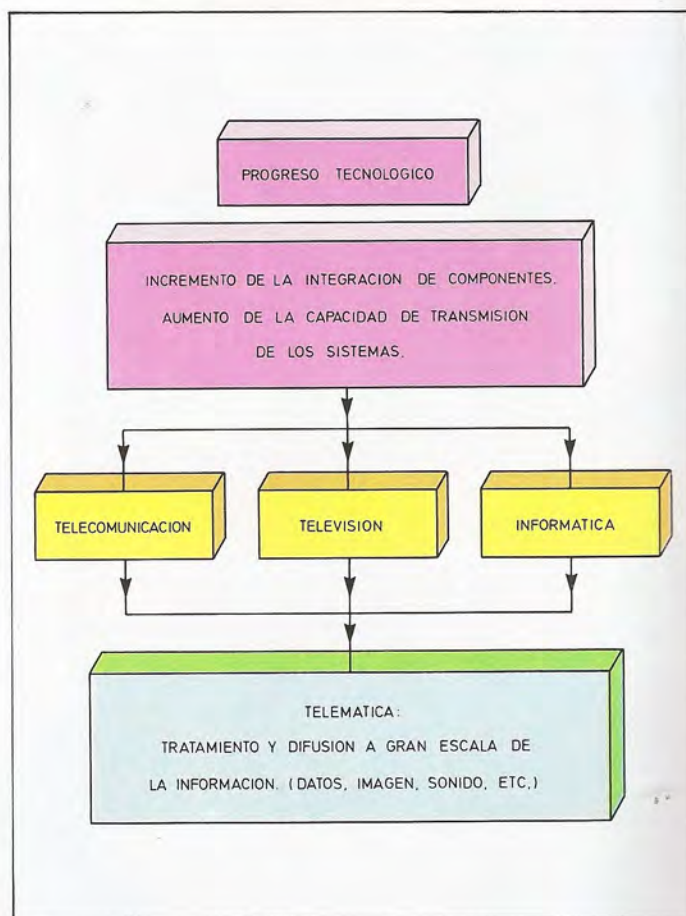 PROGRESO TECNOLOGICO
INCREMENTO DE LA INTEGRACION DE COMPONENTES.
AUMENTO DE LA CAPACIDAD DE TRANSMISION
DE LOS SISTEMAS.
TELECOMUNICACION
TELEVISION
INFORMATICA
TELEMATICA:
TRATAMIENTO Y DIFUSION A GRAN ESCALA DE
LA INFORMACION. (DATOS, IMAGEN, SONIDO, ETC.)